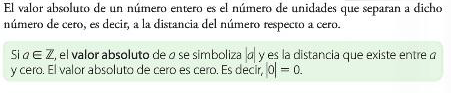 El valor absoluto de un número entero es el número de unidades que separan a dicho
número de cero, es decir, a la distancia del número respecto a cero.
Si a ∈ ℤ, el valor absoluto de a se simboliza |a| y es la distancia que existe entre a
y cero. El valor absoluto de cero es cero. Es decir, |0| = 0.